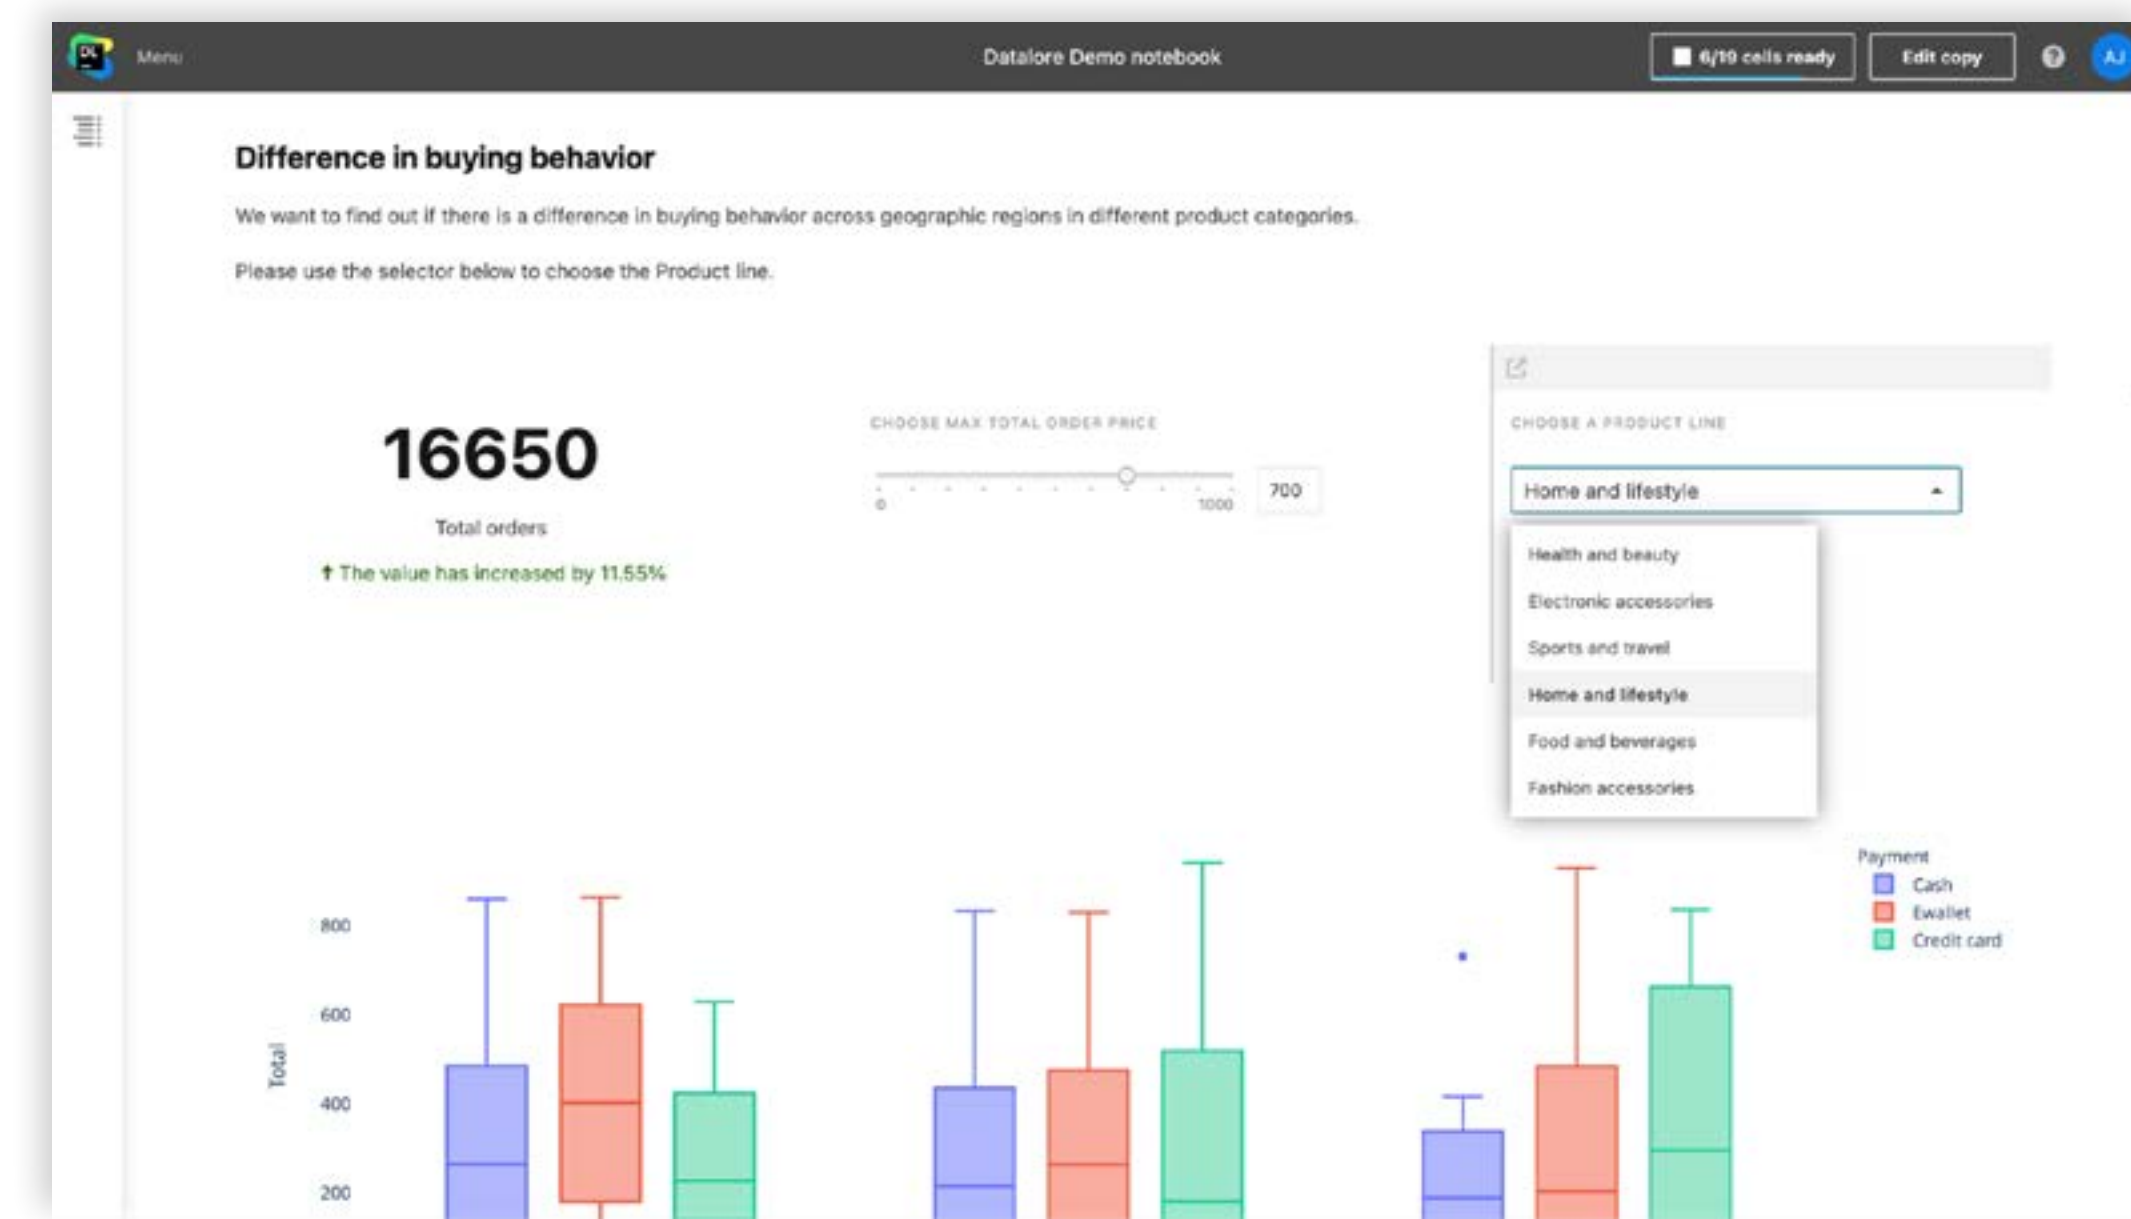 DL
Menu
Datalore Demo notebook
6/19 cells ready
Edit copy
?
AJ
Difference in buying behavior
We want to find out if there is a difference in buying behavior across geographic regions in different product categories.
Please use the selector below to choose the Product line.
16650
Total orders
↑ The value has increased by 11.55%
CHOOSE MAX TOTAL ORDER PRICE
0
1000
700
CHOOSE A PRODUCT LINE
Home and lifestyle
Health and beauty
Electronic accessories
Sports and travel
Home and lifestyle
Food and beverages
Fashion accessories
Payment
Cash
Ewallet
Credit card
Total
800
600
400
200